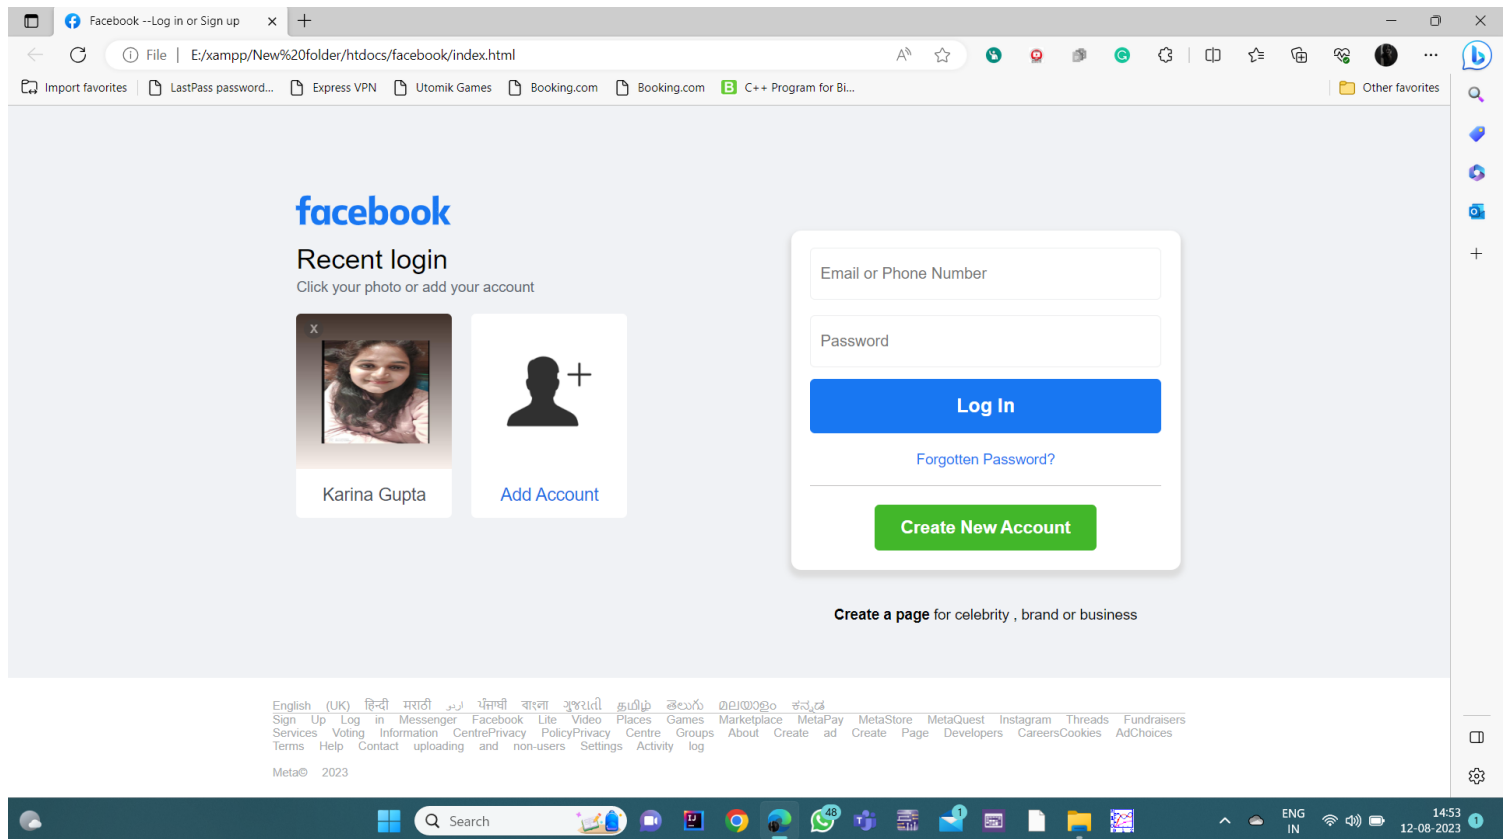 Facebook --Log in or Sign up
File | E:/xampp/New%20folder/htdocs/facebook/index.html
Import favorites LastPass password... Express VPN Utomik Games Booking.com Booking.com C++ Program for Bi... Other favorites
facebook
Recent login
Click your photo or add your account
X
Karina Gupta
Add Account
Email or Phone Number
Password
Log In
Forgotten Password?
Create New Account
Create a page for celebrity , brand or business
English (UK) हिन्दी मराठी اردو ਪੰਜਾਬੀ বাংলা ગુજરાતી தமிழ் తెలుగు മലയാളം ಕನ್ನಡ
Sign Up Log in Messenger Facebook Lite Video Places Games Marketplace MetaPay MetaStore MetaQuest Instagram Threads Fundraisers
Services Voting Information CentrePrivacy PolicyPrivacy Centre Groups About Create ad Create Page Developers CareersCookies AdChoices
Terms Help Contact uploading and non-users Settings Activity log
Meta© 2023
Search
48
1
ENG
IN
14:53
12-08-2023
1